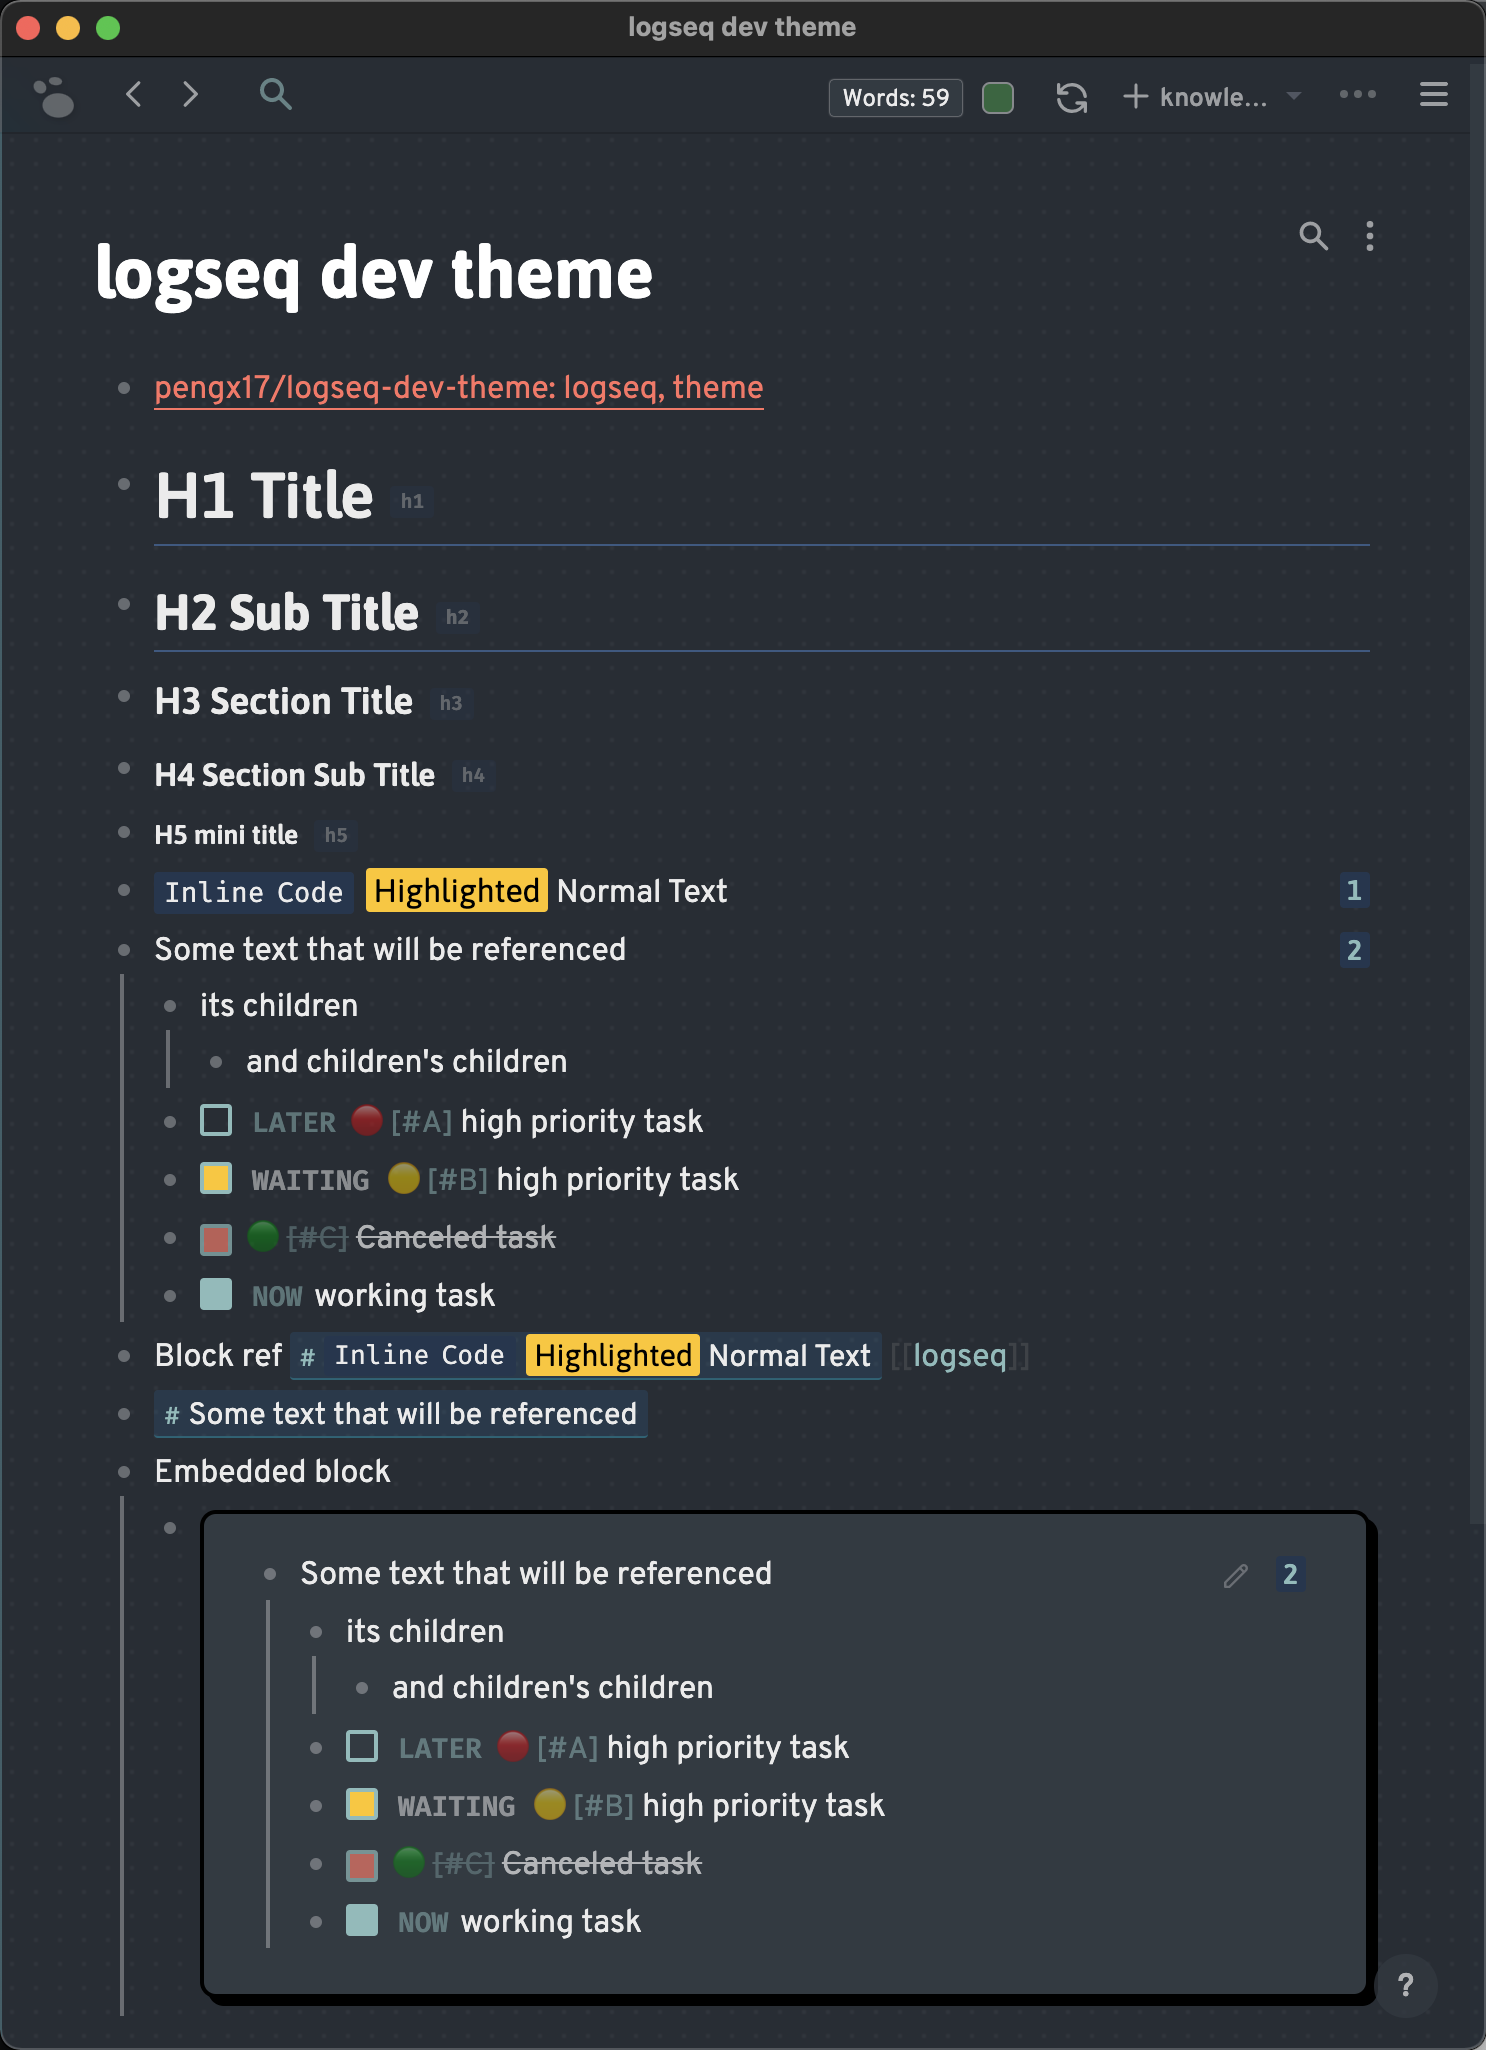 logseq dev theme
Words: 59
knowle...
logseq dev theme
pengx17/logseq-dev-theme: logseq, theme
H1 Title h1
H2 Sub Title h2
H3 Section Title h3
H4 Section Sub Title h4
H5 mini title h5
Inline Code Highlighted Normal Text 1
Some text that will be referenced 2
its children
and children's children
LATER [#A] high priority task
WAITING [#B] high priority task
[#C] Canceled task
NOW working task
Block ref # Inline Code Highlighted Normal Text [[logseq]]
# Some text that will be referenced
Embedded block
Some text that will be referenced 2
its children
and children's children
LATER [#A] high priority task
WAITING [#B] high priority task
[#C] Canceled task
NOW working task
?